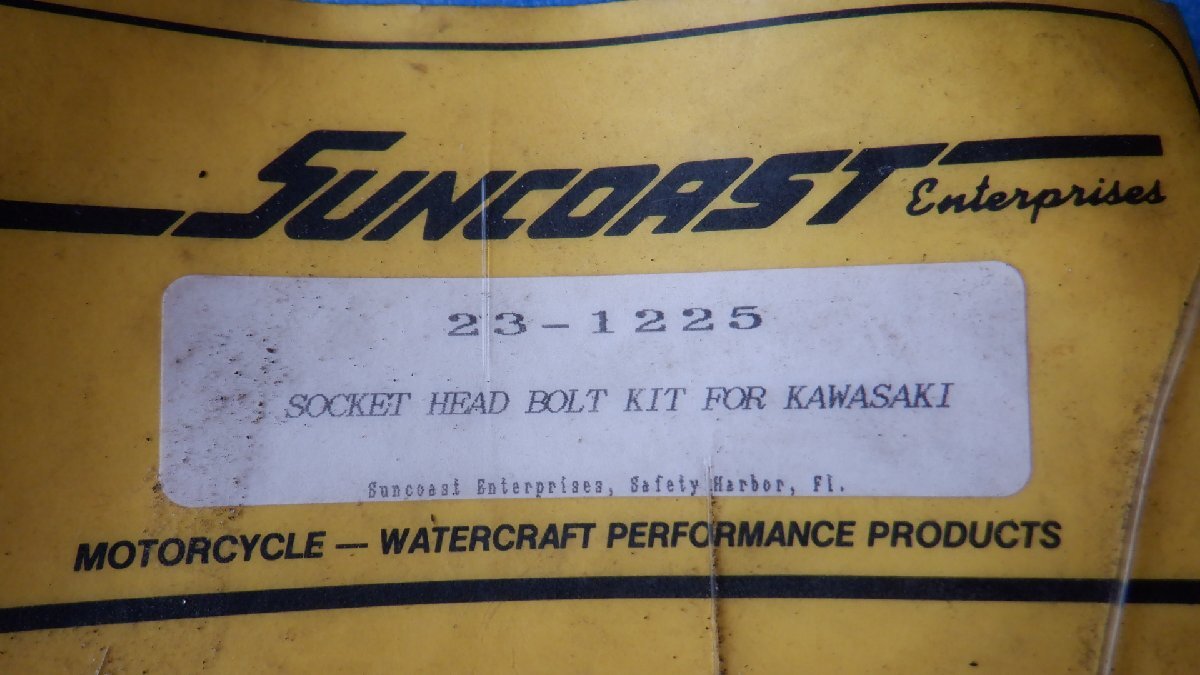 SUNCOAST Enterprises
23-1225
SOCKET HEAD BOLT KIT FOR KAWASAKI
Suncoast Enterprises, Safety Harbor, Fl.
MOTORCYCLE — WATERCRAFT PERFORMANCE PRODUCTS